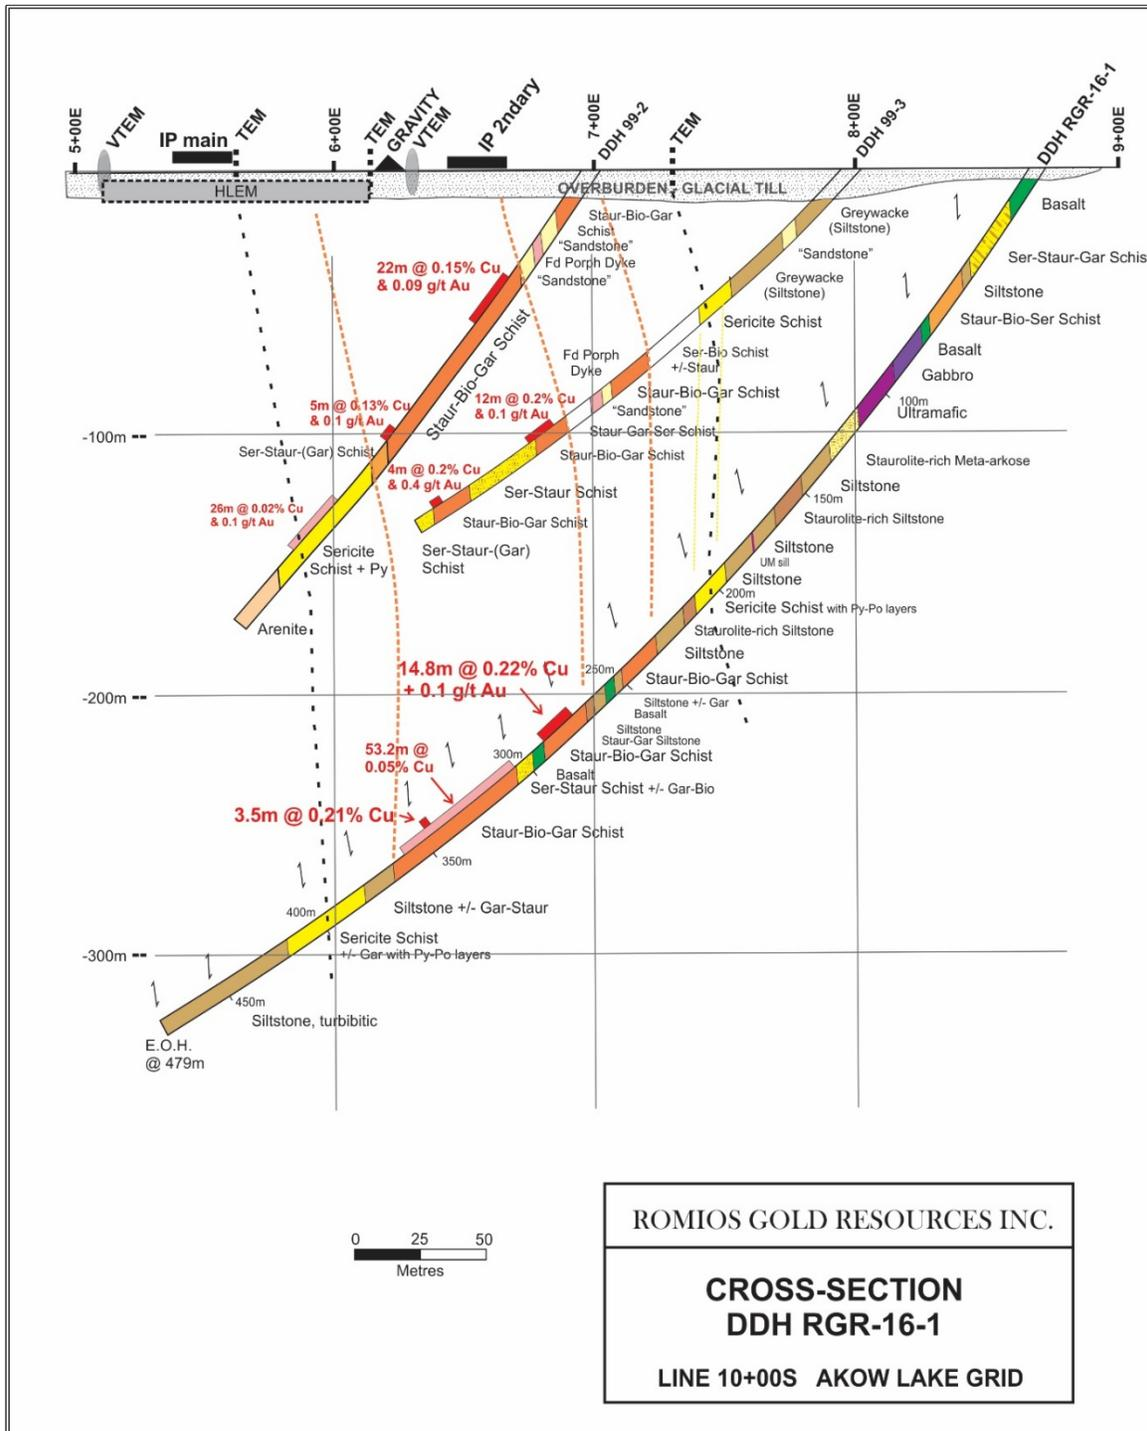 5+00E
VTEM
IP main
TEM
6+00E
TEM
GRAVITY
VTEM
IP 2ndary
7+00E
DDH 99-2
TEM
8+00E
DDH 99-3
DDH RGR-16-1
9+00E
HLEM
OVERBURDEN - GLACIAL TILL
Staur-Bio-Gar
Schist
"Sandstone"
Fd Porph Dyke
"Sandstone"
22m @ 0.15% Cu
& 0.09 g/t Au
Staur-Bio-Gar Schist
5m @ 0.13% Cu
& 0.1 g/t Au
Ser-Staur-(Gar) Schist
26m @ 0.02% Cu
& 0.1 g/t Au
Sericite
Schist + Py
Arenite
Greywacke
(Siltstone)
"Sandstone"
Greywacke
(Siltstone)
Sericite Schist
Ser-Bio Schist
+/-Staur
Fd Porph
Dyke
Staur-Bio-Gar Schist
"Sandstone"
12m @ 0.2% Cu
& 0.1 g/t Au
Staur-Gar-Ser Schist
Staur-Bio-Gar Schist
4m @ 0.2% Cu
& 0.4 g/t Au
Ser-Staur Schist
Staur-Bio-Gar Schist
Ser-Staur-(Gar)
Schist
Basalt
Ser-Staur-Gar Schis
Siltstone
Staur-Bio-Ser Schist
Basalt
Gabbro
100m
Ultramafic
Staurolite-rich Meta-arkose
Siltstone
150m
Staurolite-rich Siltstone
Siltstone
UM sill
Siltstone
200m
Sericite Schist with Py-Po layers
Staurolite-rich Siltstone
Siltstone
250m
Staur-Bio-Gar Schist
Siltstone +/- Gar
Basalt
Siltstone
Staur-Gar Siltstone
14.8m @ 0.22% Cu
+ 0.1 g/t Au
Staur-Bio-Gar Schist
300m
Basalt
Ser-Staur Schist +/- Gar-Bio
53.2m @
0.05% Cu
3.5m @ 0.21% Cu
Staur-Bio-Gar Schist
350m
Siltstone +/- Gar-Staur
400m
Sericite Schist
+/- Gar with Py-Po layers
450m
Siltstone, turbibitic
E.O.H.
@ 479m
-100m
-200m
-300m
0 25 50
Metres
ROMIOS GOLD RESOURCES INC.
CROSS-SECTION
DDH RGR-16-1
LINE 10+00S AKOW LAKE GRID